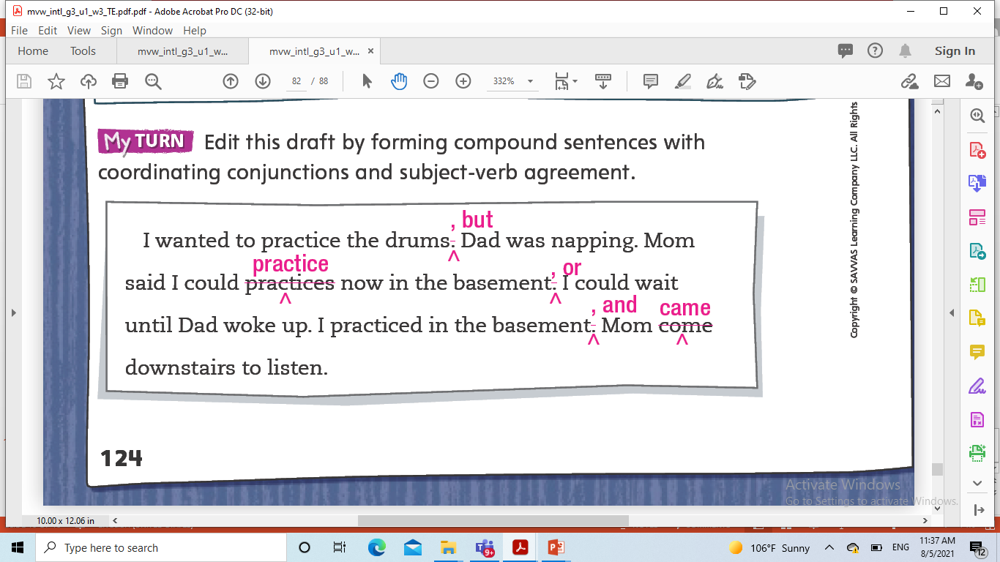 mvw_intl_g3_u1_w3_TE.pdf.pdf - Adobe Acrobat Pro DC (32-bit)
File Edit View Sign Window Help
Home Tools mvw_intl_g3_u1_w... mvw_intl_g3_u1_w... × Sign In
82 / 88 332%
My TURN Edit this draft by forming compound sentences with
coordinating conjunctions and subject-verb agreement.
, but
I wanted to practice the drums. Dad was napping. Mom
practice , or
said I could practices now in the basement. I could wait
, and came
until Dad woke up. I practiced in the basement. Mom come
downstairs to listen.
124
Copyright © SAVVAS Learning Company LLC. All Rights
Activate Windows
Go to Settings to activate Windows.
10.00 x 12.06 in
Type here to search 9+ 106°F Sunny ENG 11:37 AM
8/5/2021 12